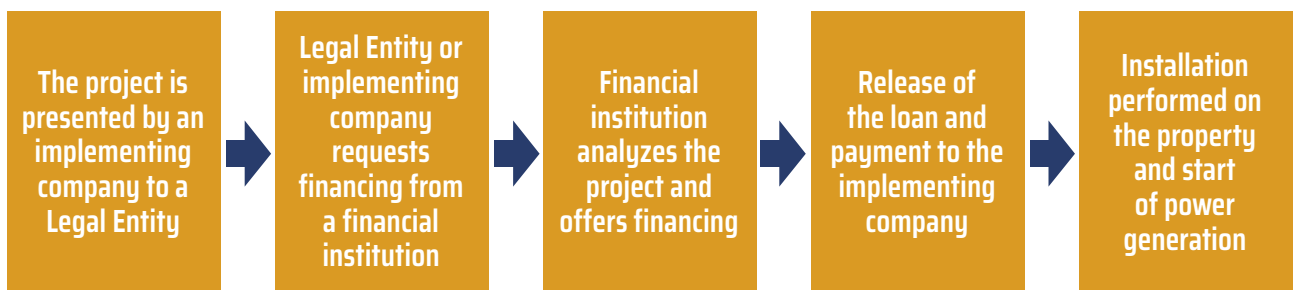 The project is
presented by an
implementing
company to a
Legal Entity
Legal Entity or
implementing
company
requests
financing from
a financial
institution
Financial
institution
analyzes the
project and
offers financing
Release of
the loan and
payment to the
implementing
company
Installation
performed on
the property
and start
of power
generation